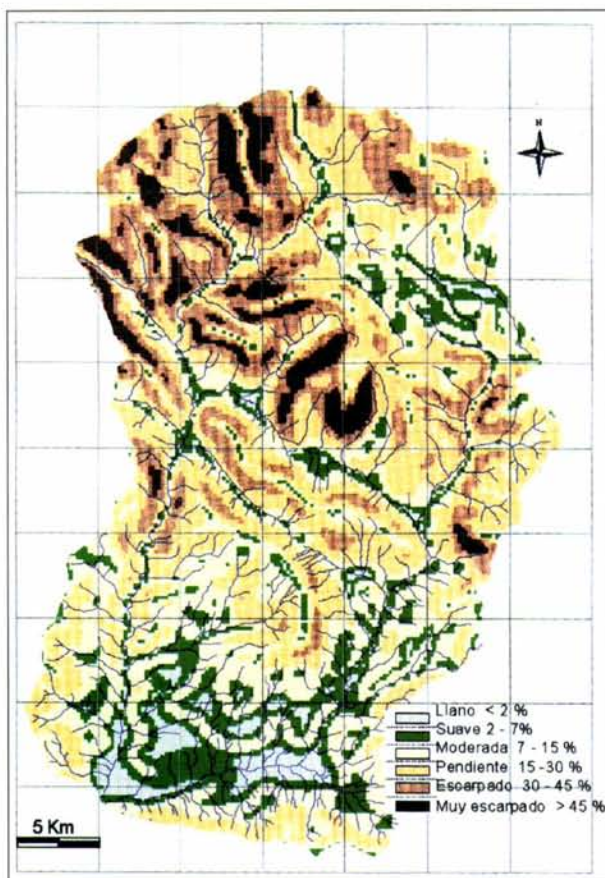 N
Llano < 2 %
Suave 2 - 7%
Moderada 7 - 15 %
Pendiente 15 -30 %
Escarpado 30 - 45 %
Muy escarpado > 45 %
5 Km